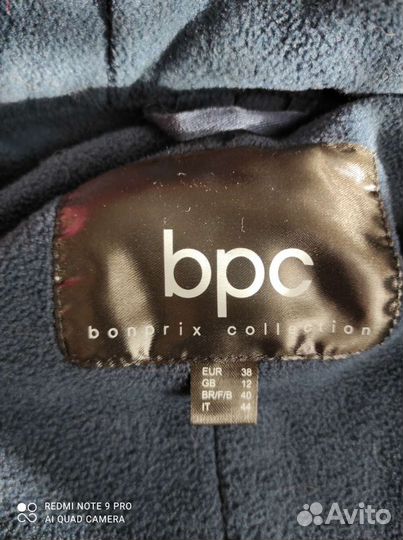 bpc
bonprix collection
EUR 38
GB 12
BR/F/B 40
IT 44
REDMI NOTE 9 PRO
AI QUAD CAMERA
Avito